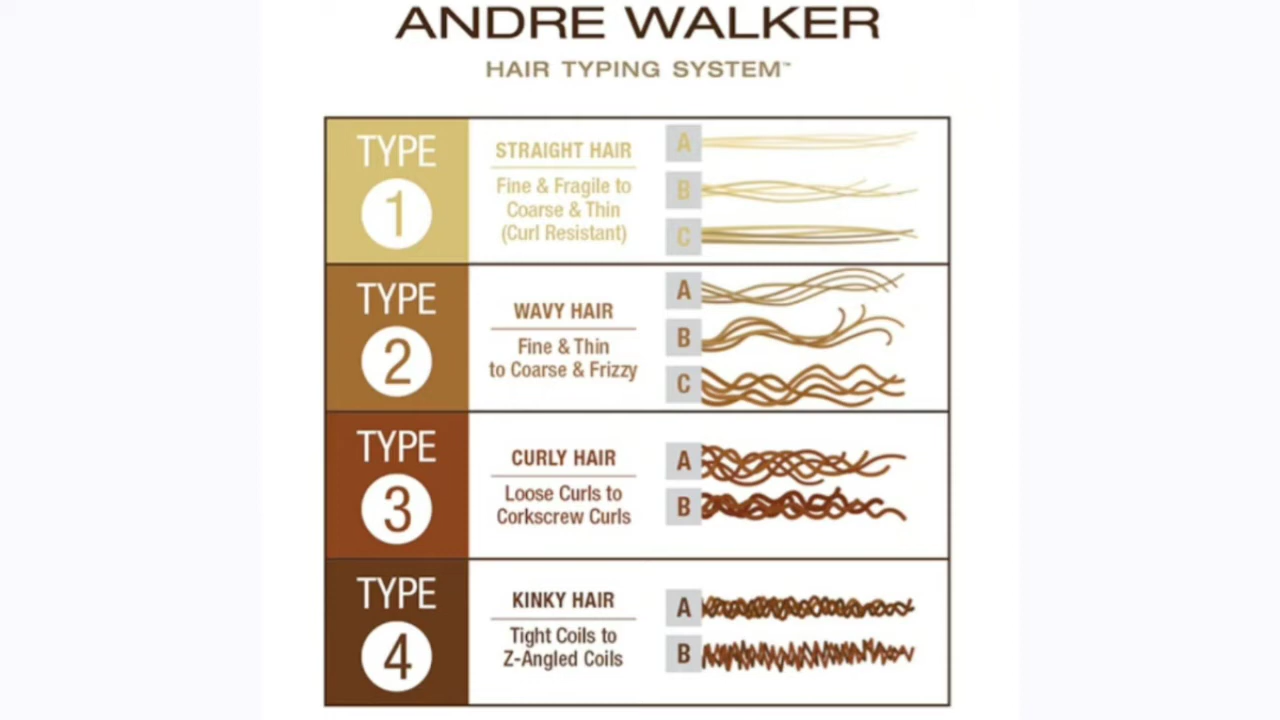 ANDRE WALKER
HAIR TYPING SYSTEM™
TYPE
1
STRAIGHT HAIR
Fine & Fragile to
Coarse & Thin
(Curl Resistant)
A
B
C
TYPE
2
WAVY HAIR
Fine & Thin
to Coarse & Frizzy
A
B
C
TYPE
3
CURLY HAIR
Loose Curls to
Corkscrew Curls
A
B
TYPE
4
KINKY HAIR
Tight Coils to
Z-Angled Coils
A
B